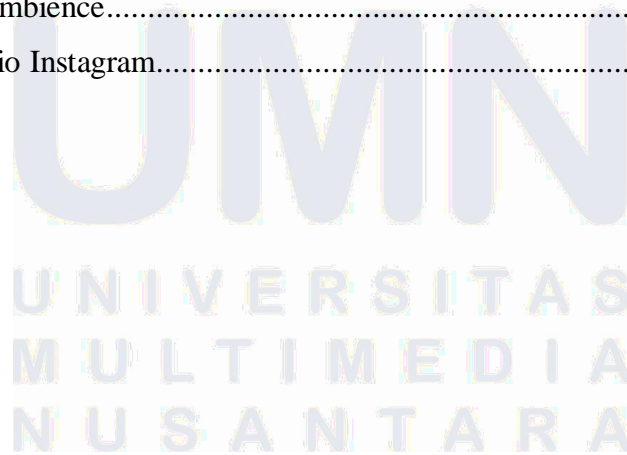 mbience.......................................................................
io Instagram................................................................
UMN
UNIVERSITAS
MULTIMEDIA
NUSANTARA